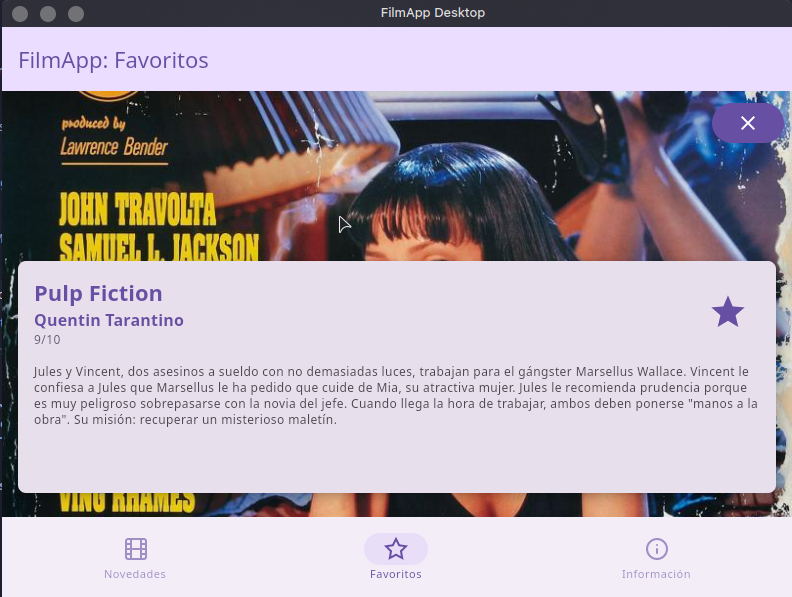 FilmApp Desktop
FilmApp: Favoritos
produced by
Lawrence Bender
JOHN TRAVOLTA
SAMUEL L. JACKSON
Pulp Fiction
Quentin Tarantino
9/10
Jules y Vincent, dos asesinos a sueldo con no demasiadas luces, trabajan para el gángster Marsellus Wallace. Vincent le
confiesa a Jules que Marsellus le ha pedido que cuide de Mia, su atractiva mujer. Jules le recomienda prudencia porque
es muy peligroso sobrepasarse con la novia del jefe. Cuando llega la hora de trabajar, ambos deben ponerse "manos a la
obra". Su misión: recuperar un misterioso maletín.
VING RHAMES
Novedades
Favoritos
Información